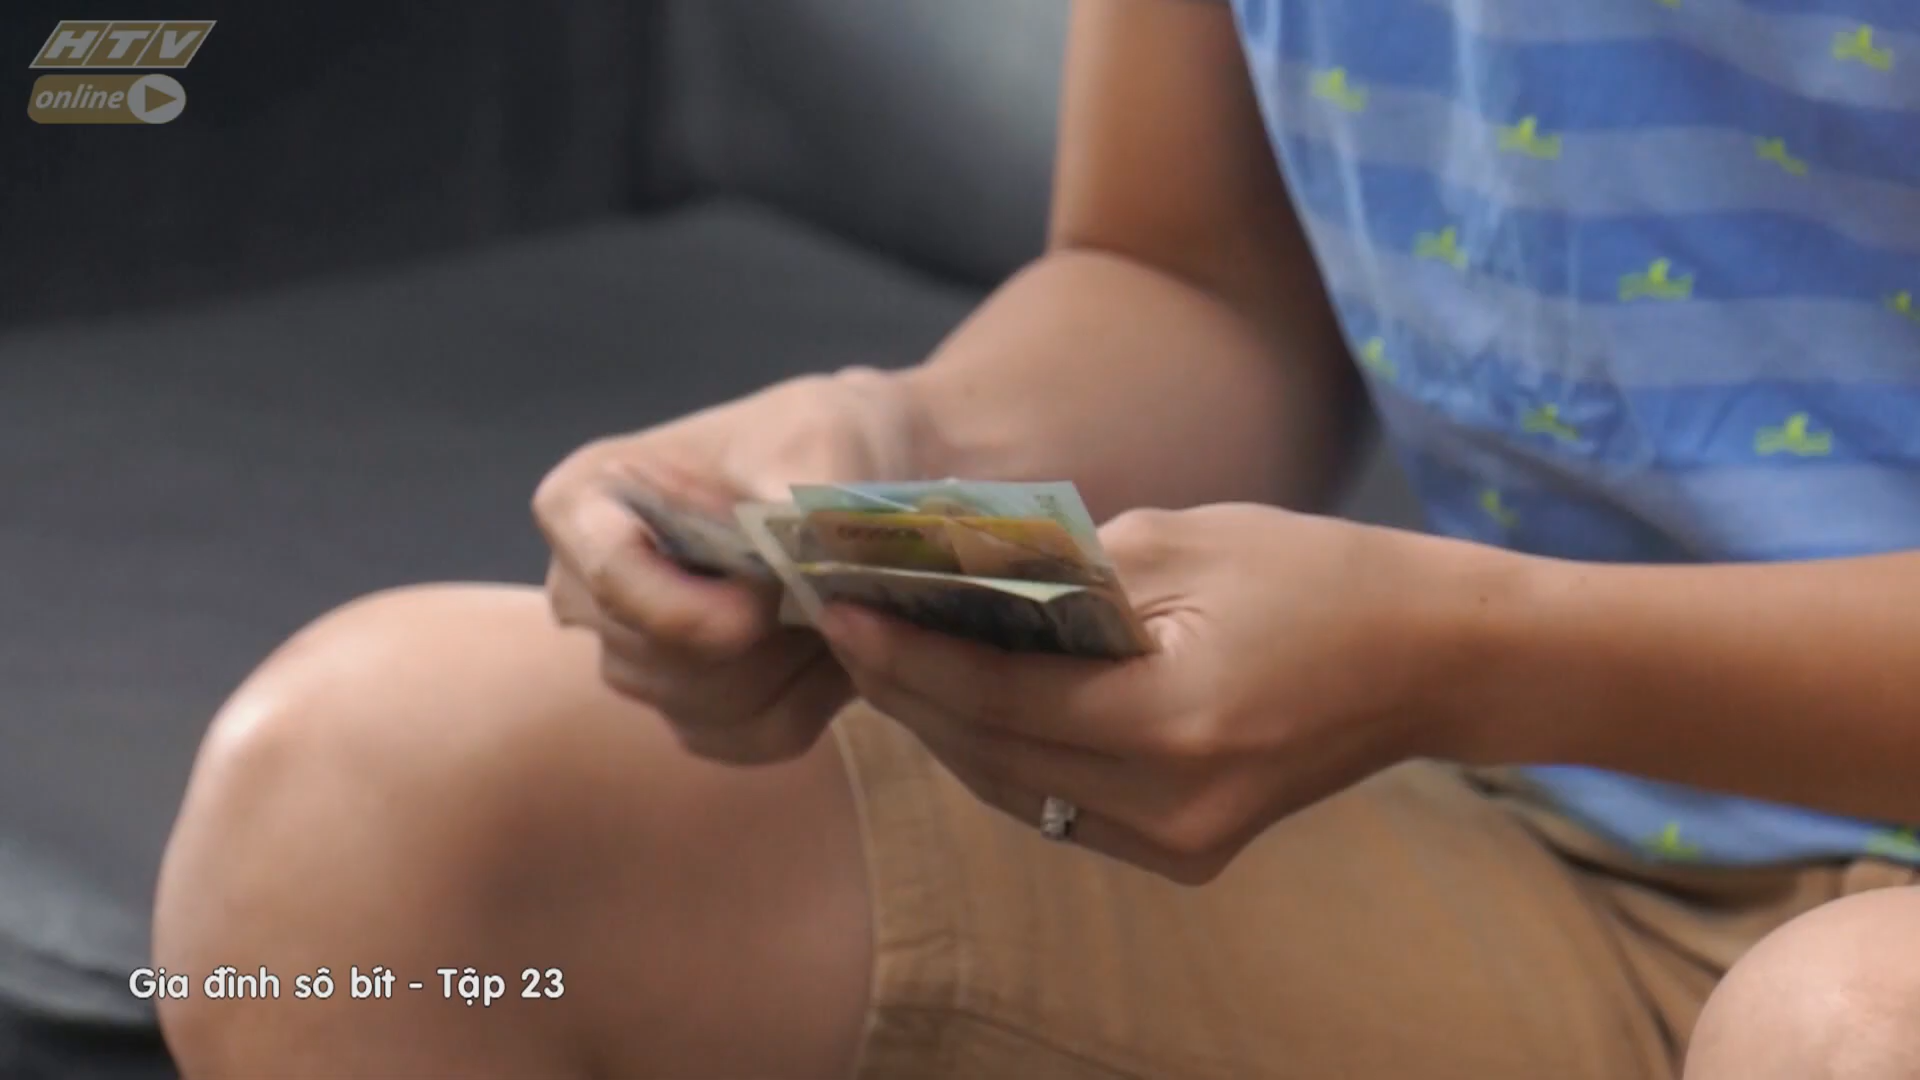 HTV
online
Gia đình sô bít - Tập 23